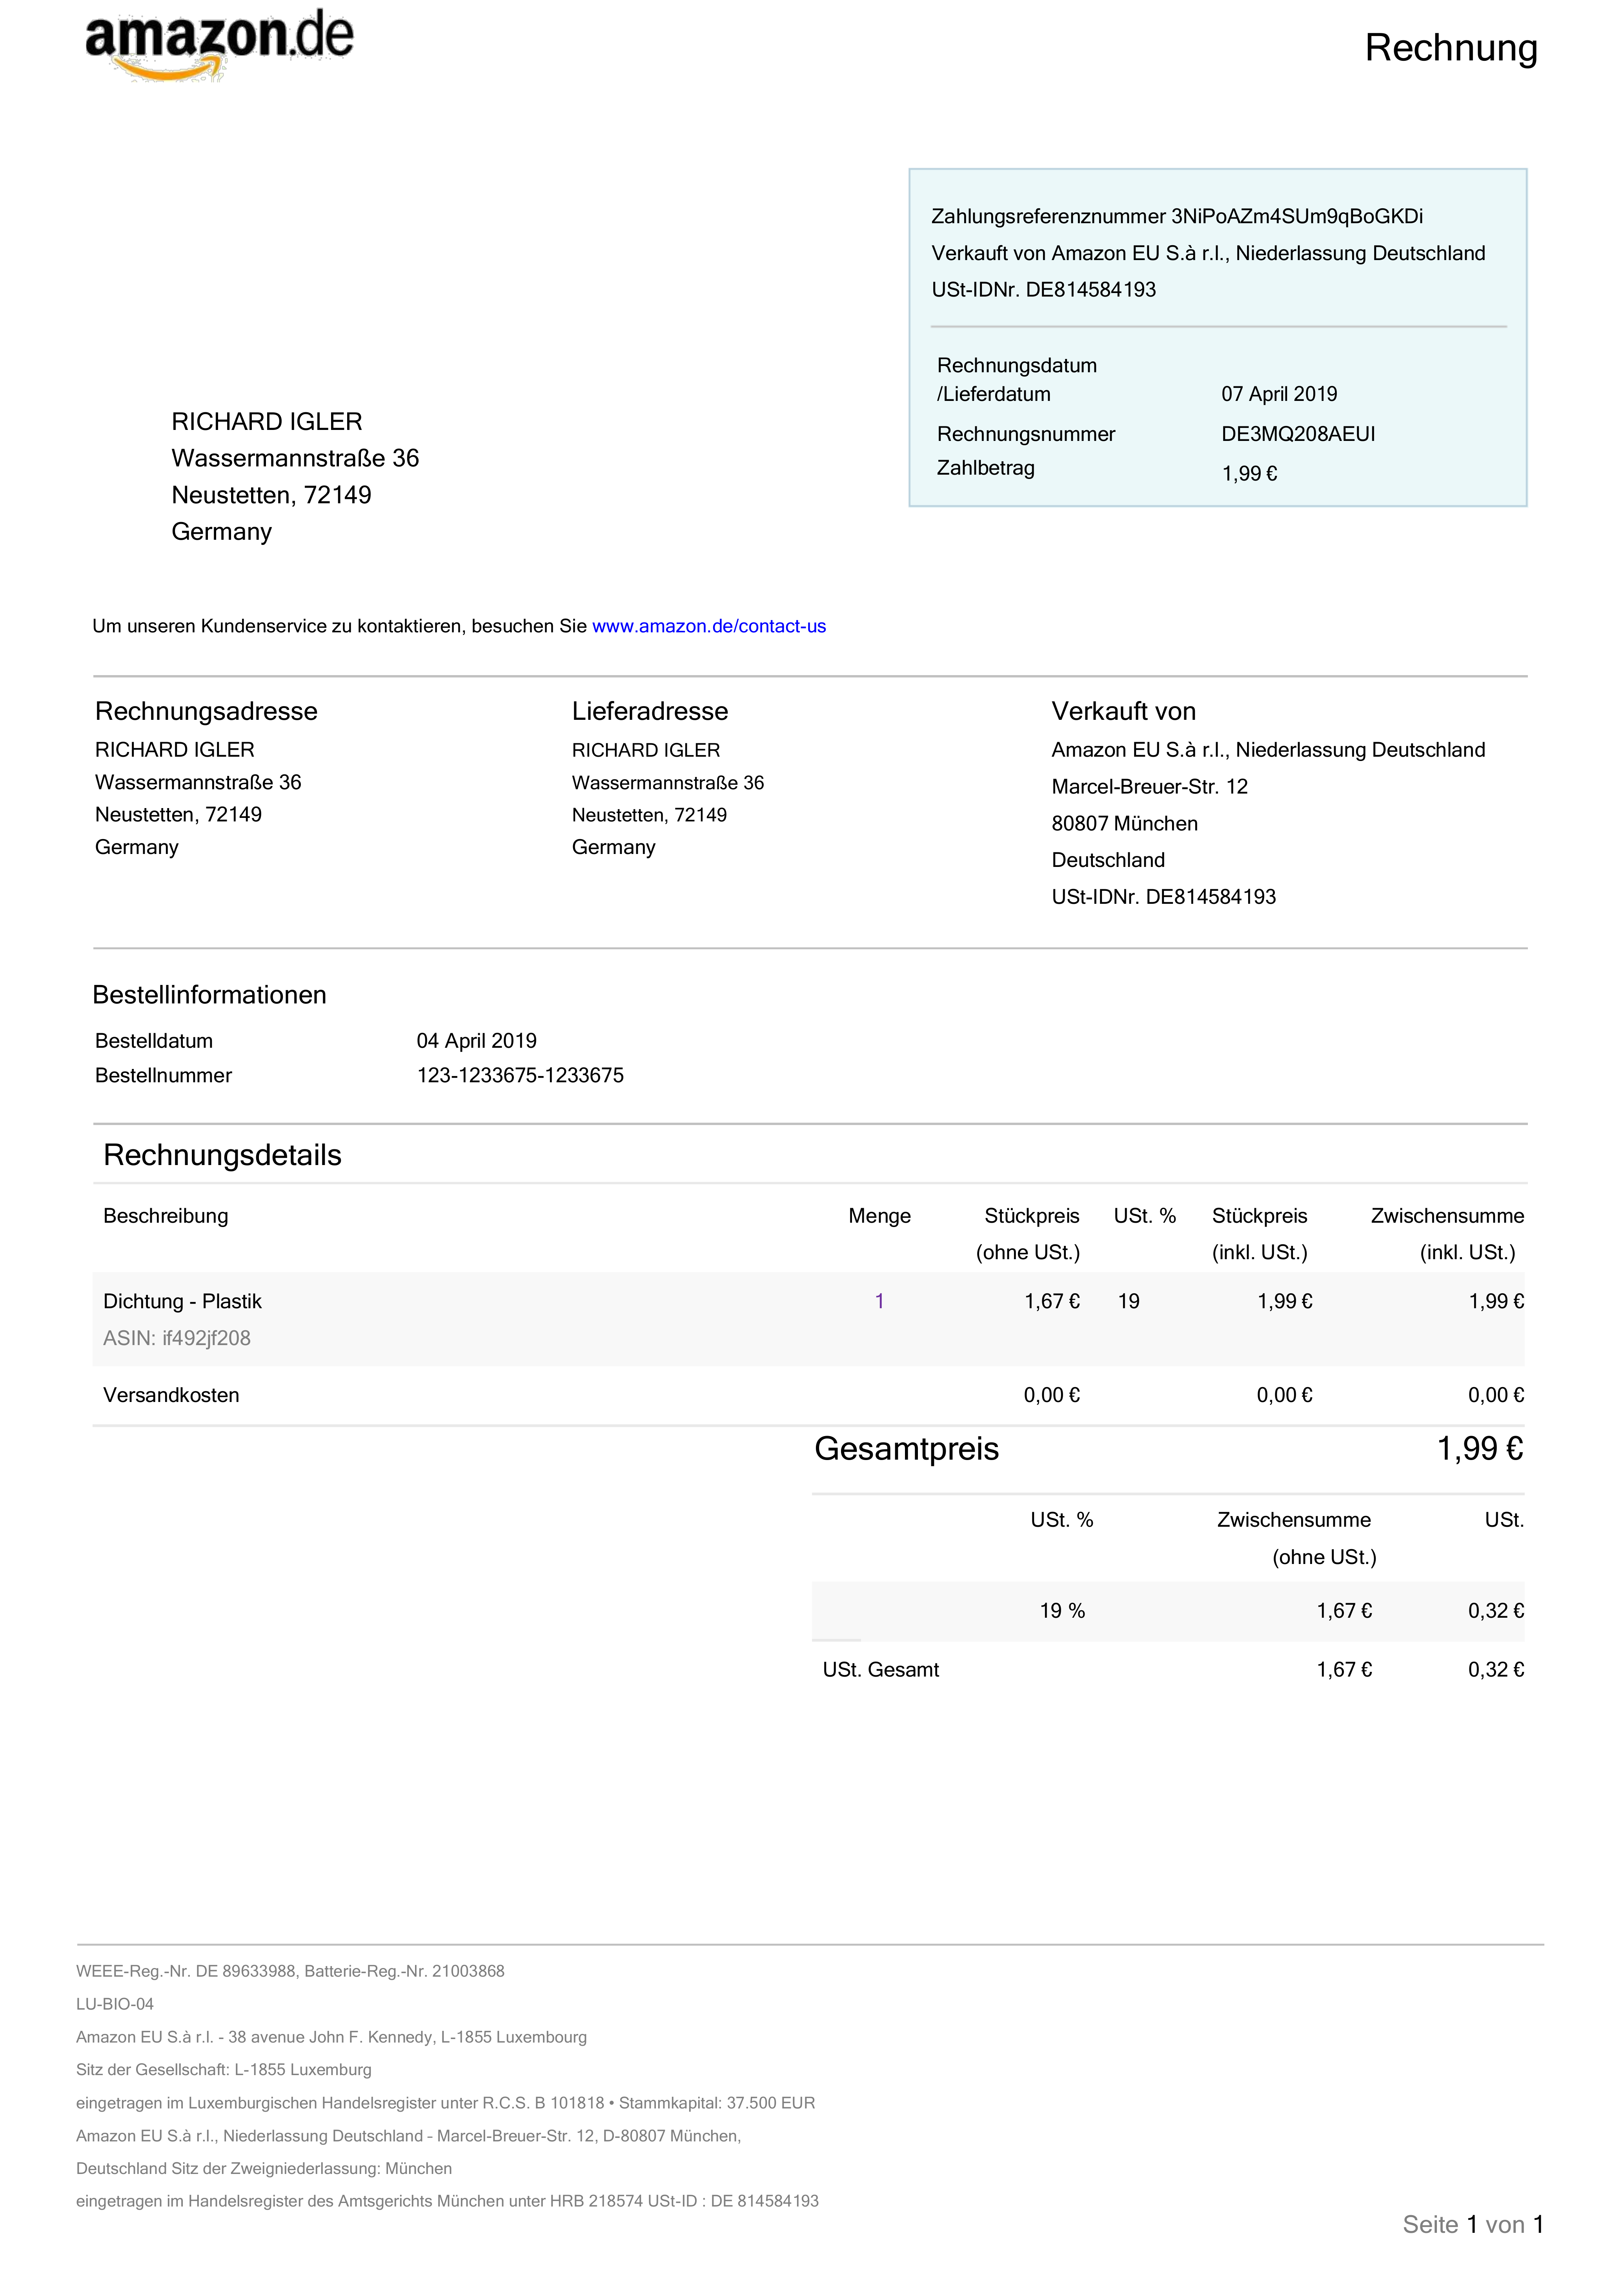 amazon.de
Rechnung
Zahlungsreferenznummer 3NiPoAZm4SUm9qBoGKDi
Verkauft von Amazon EU S.à r.l., Niederlassung Deutschland
USt-IDNr. DE814584193
Rechnungsdatum
/Lieferdatum 07 April 2019
Rechnungsnummer DE3MQ208AEUI
Zahlbetrag 1,99 €
RICHARD IGLER
Wassermannstraße 36
Neustetten, 72149
Germany
Um unseren Kundenservice zu kontaktieren, besuchen Sie www.amazon.de/contact-us
Rechnungsadresse
RICHARD IGLER
Wassermannstraße 36
Neustetten, 72149
Germany
Lieferadresse
RICHARD IGLER
Wassermannstraße 36
Neustetten, 72149
Germany
Verkauft von
Amazon EU S.à r.l., Niederlassung Deutschland
Marcel-Breuer-Str. 12
80807 München
Deutschland
USt-IDNr. DE814584193
Bestellinformationen
Bestelldatum 04 April 2019
Bestellnummer 123-1233675-1233675
Rechnungsdetails
Beschreibung Menge Stückpreis USt. % Stückpreis Zwischensumme
(ohne USt.) (inkl. USt.) (inkl. USt.)
Dichtung - Plastik 1 1,67 € 19 1,99 € 1,99 €
ASIN: if492jf208
Versandkosten 0,00 € 0,00 € 0,00 €
Gesamtpreis 1,99 €
USt. % Zwischensumme USt.
(ohne USt.)
19 % 1,67 € 0,32 €
USt. Gesamt 1,67 € 0,32 €
WEEE-Reg.-Nr. DE 89633988, Batterie-Reg.-Nr. 21003868
LU-BIO-04
Amazon EU S.à r.l. - 38 avenue John F. Kennedy, L-1855 Luxembourg
Sitz der Gesellschaft: L-1855 Luxemburg
eingetragen im Luxemburgischen Handelsregister unter R.C.S. B 101818 • Stammkapital: 37.500 EUR
Amazon EU S.à r.l., Niederlassung Deutschland - Marcel-Breuer-Str. 12, D-80807 München,
Deutschland Sitz der Zweigniederlassung: München
eingetragen im Handelsregister des Amtsgerichts München unter HRB 218574 USt-ID : DE 814584193
Seite 1 von 1